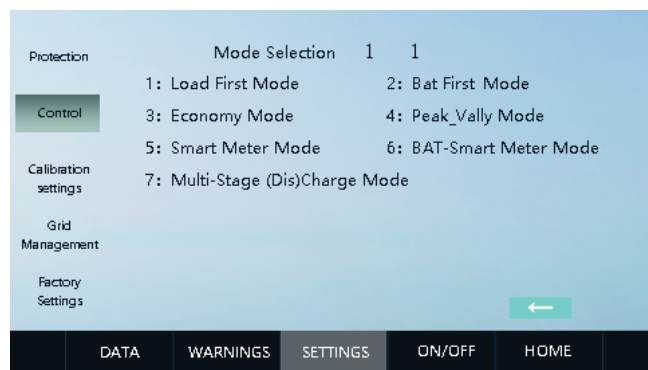 Mode Selection 1 1
1: Load First Mode 2: Bat First Mode
3: Economy Mode 4: Peak_Vally Mode
5: Smart Meter Mode 6: BAT-Smart Meter Mode
7: Multi-Stage (Dis)Charge Mode
Protection
Control
Calibration
settings
Grid
Management
Factory
Settings
←
DATA WARNINGS SETTINGS ON/OFF HOME